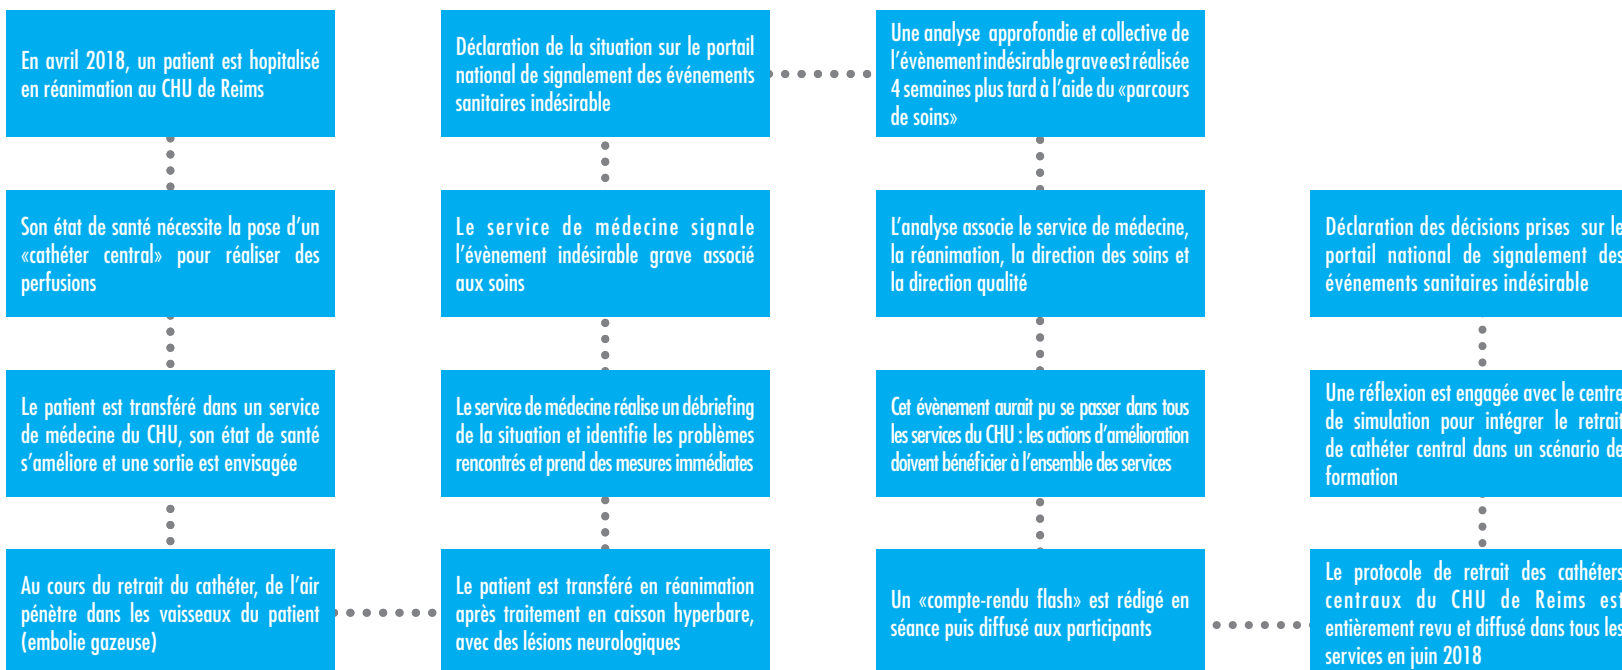 En avril 2018, un patient est hopitalisé
en réanimation au CHU de Reims
Son état de santé nécessite la pose d’un
«cathéter central» pour réaliser des
perfusions
Le patient est transféré dans un service
de médecine du CHU, son état de santé
s’améliore et une sortie est envisagée
Au cours du retrait du cathéter, de l’air
pénètre dans les vaisseaux du patient
(embolie gazeuse)
Le patient est transféré en réanimation
après traitement en caisson hyperbare,
avec des lésions neurologiques
Le service de médecine réalise un débriefing
de la situation et identifie les problèmes
rencontrés et prend des mesures immédiates
Le service de médecine signale
l’évènement indésirable grave associé
aux soins
Déclaration de la situation sur le portail
national de signalement des événements
sanitaires indésirable
Une analyse approfondie et collective de
l’évènement indésirable grave est réalisée
4 semaines plus tard à l’aide du «parcours
de soins»
L’analyse associe le service de médecine,
la réanimation, la direction des soins et
la direction qualité
Cet évènement aurait pu se passer dans tous
les services du CHU : les actions d’amélioration
doivent bénéficier à l’ensemble des services
Un «compte-rendu flash» est rédigé en
séance puis diffusé aux participants
Le protocole de retrait des cathéters
centraux du CHU de Reims est
entièrement revu et diffusé dans tous les
services en juin 2018
Une réflexion est engagée avec le centre
de simulation pour intégrer le retrait
de cathéter central dans un scénario de
formation
Déclaration des décisions prises sur le
portail national de signalement des
événements sanitaires indésirable